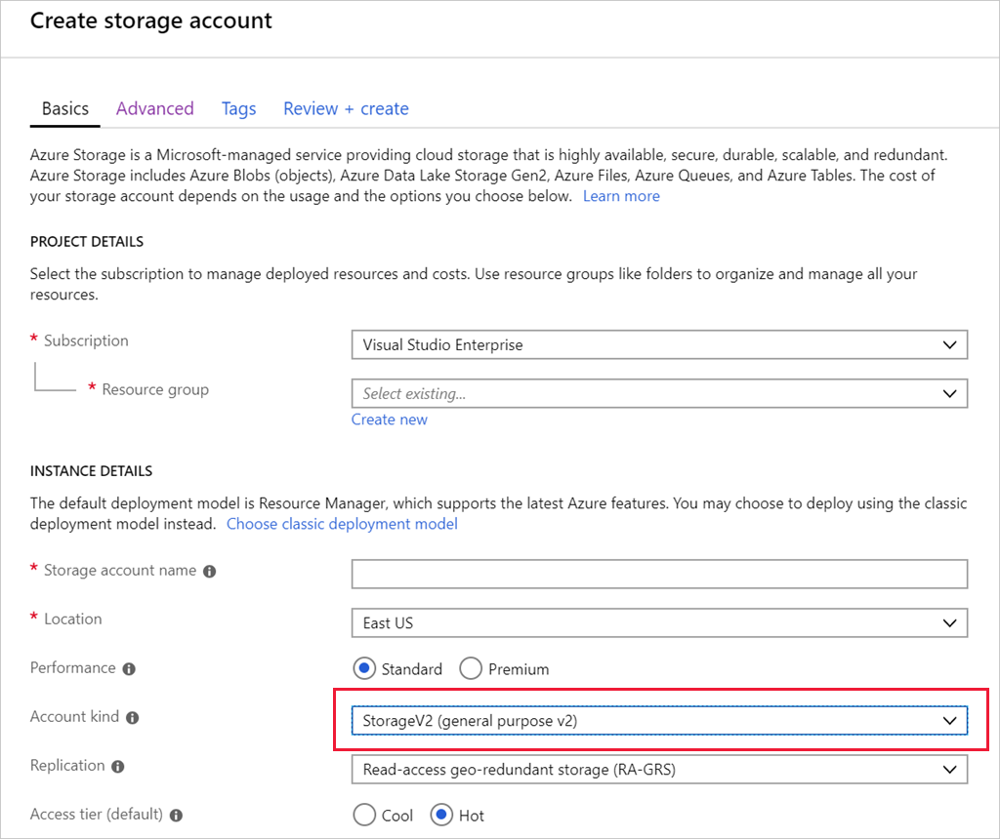 Create storage account
Basics Advanced Tags Review + create
Azure Storage is a Microsoft-managed service providing cloud storage that is highly available, secure, durable, scalable, and redundant.
Azure Storage includes Azure Blobs (objects), Azure Data Lake Storage Gen2, Azure Files, Azure Queues, and Azure Tables. The cost of
your storage account depends on the usage and the options you choose below. Learn more
PROJECT DETAILS
Select the subscription to manage deployed resources and costs. Use resource groups like folders to organize and manage all your
resources.
* Subscription Visual Studio Enterprise
* Resource group Select existing...
Create new
INSTANCE DETAILS
The default deployment model is Resource Manager, which supports the latest Azure features. You may choose to deploy using the classic
deployment model instead. Choose classic deployment model
* Storage account name
* Location East US
Performance Standard Premium
Account kind StorageV2 (general purpose v2)
Replication Read-access geo-redundant storage (RA-GRS)
Access tier (default) Cool Hot